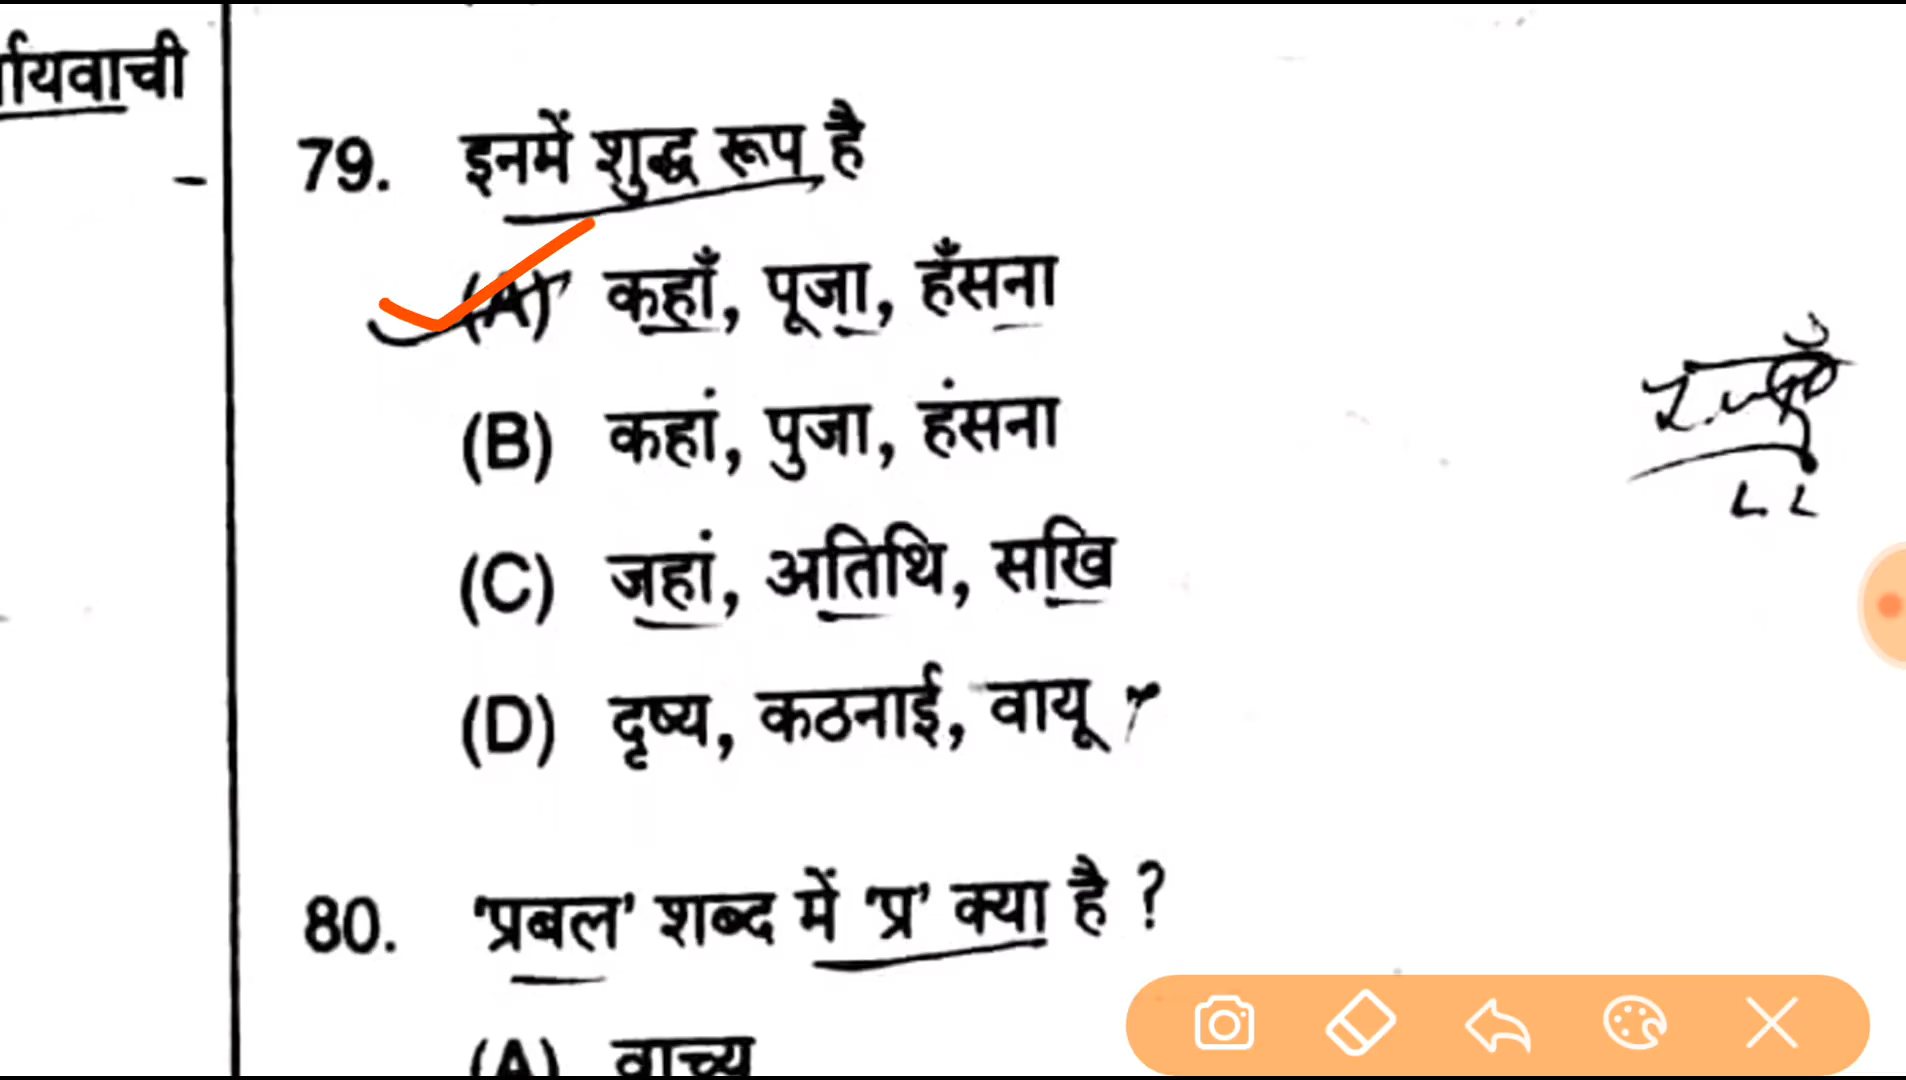 र्यायवाची
79. इनमें शुद्ध रूप है
(A) कहाँ, पूजा, हँसना
(B) कहां, पुजा, हंसना
(C) जहां, अतिथि, सखि
(D) दृष्य, कठनाई, वायू
80. 'प्रबल' शब्द में 'प्र' क्या है ?
(A) वाच्य